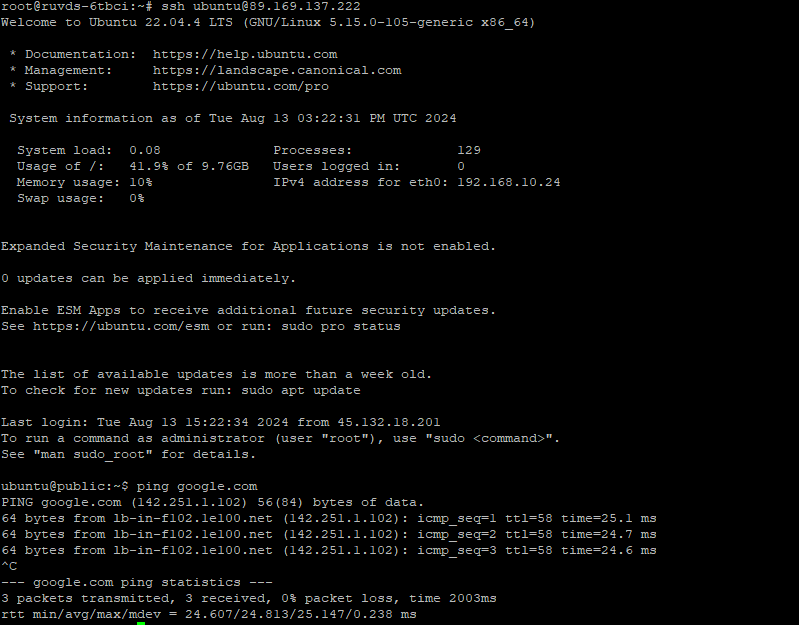 root@ruvds-6tbci:~# ssh ubuntu@89.169.137.222
Welcome to Ubuntu 22.04.4 LTS (GNU/Linux 5.15.0-105-generic x86_64)
* Documentation:  https://help.ubuntu.com
* Management:     https://landscape.canonical.com
* Support:        https://ubuntu.com/pro
System information as of Tue Aug 13 03:22:31 PM UTC 2024
System load:  0.08              Processes:             129
Usage of /:   41.9% of 9.76GB   Users logged in:       0
Memory usage: 10%               IPv4 address for eth0: 192.168.10.24
Swap usage:   0%
Expanded Security Maintenance for Applications is not enabled.
0 updates can be applied immediately.
Enable ESM Apps to receive additional future security updates.
See https://ubuntu.com/esm or run: sudo pro status
The list of available updates is more than a week old.
To check for new updates run: sudo apt update
Last login: Tue Aug 13 15:22:34 2024 from 45.132.18.201
To run a command as administrator (user "root"), use "sudo <command>".
See "man sudo_root" for details.
ubuntu@public:~$ ping google.com
PING google.com (142.251.1.102) 56(84) bytes of data.
64 bytes from lb-in-f102.1e100.net (142.251.1.102): icmp_seq=1 ttl=58 time=25.1 ms
64 bytes from lb-in-f102.1e100.net (142.251.1.102): icmp_seq=2 ttl=58 time=24.7 ms
64 bytes from lb-in-f102.1e100.net (142.251.1.102): icmp_seq=3 ttl=58 time=24.6 ms
^C
--- google.com ping statistics ---
3 packets transmitted, 3 received, 0% packet loss, time 2003ms
rtt min/avg/max/mdev = 24.607/24.813/25.147/0.238 ms